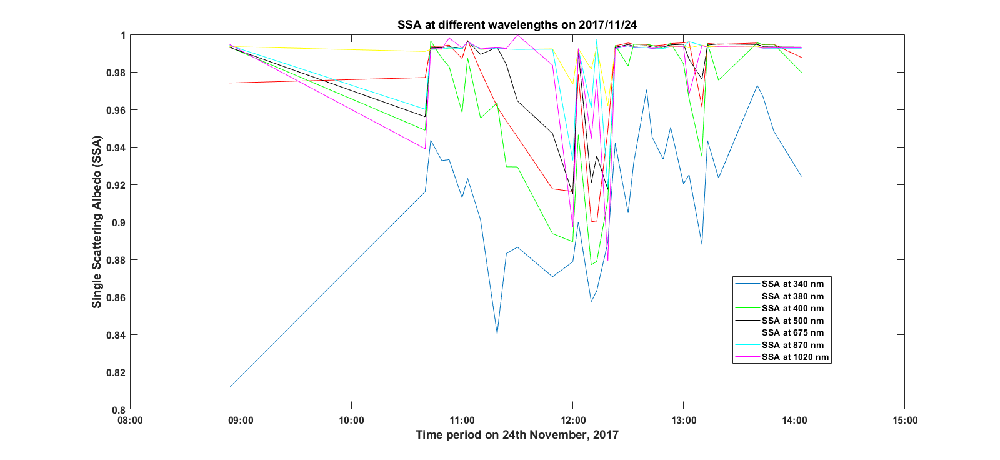 SSA at different wavelengths on 2017/11/24
Single Scattering Albedo (SSA)
1
0.98
0.96
0.94
0.92
0.9
0.88
0.86
0.84
0.82
0.8
08:00
09:00
10:00
11:00
12:00
13:00
14:00
15:00
Time period on 24th November, 2017
SSA at 340 nm
SSA at 380 nm
SSA at 400 nm
SSA at 500 nm
SSA at 675 nm
SSA at 870 nm
SSA at 1020 nm